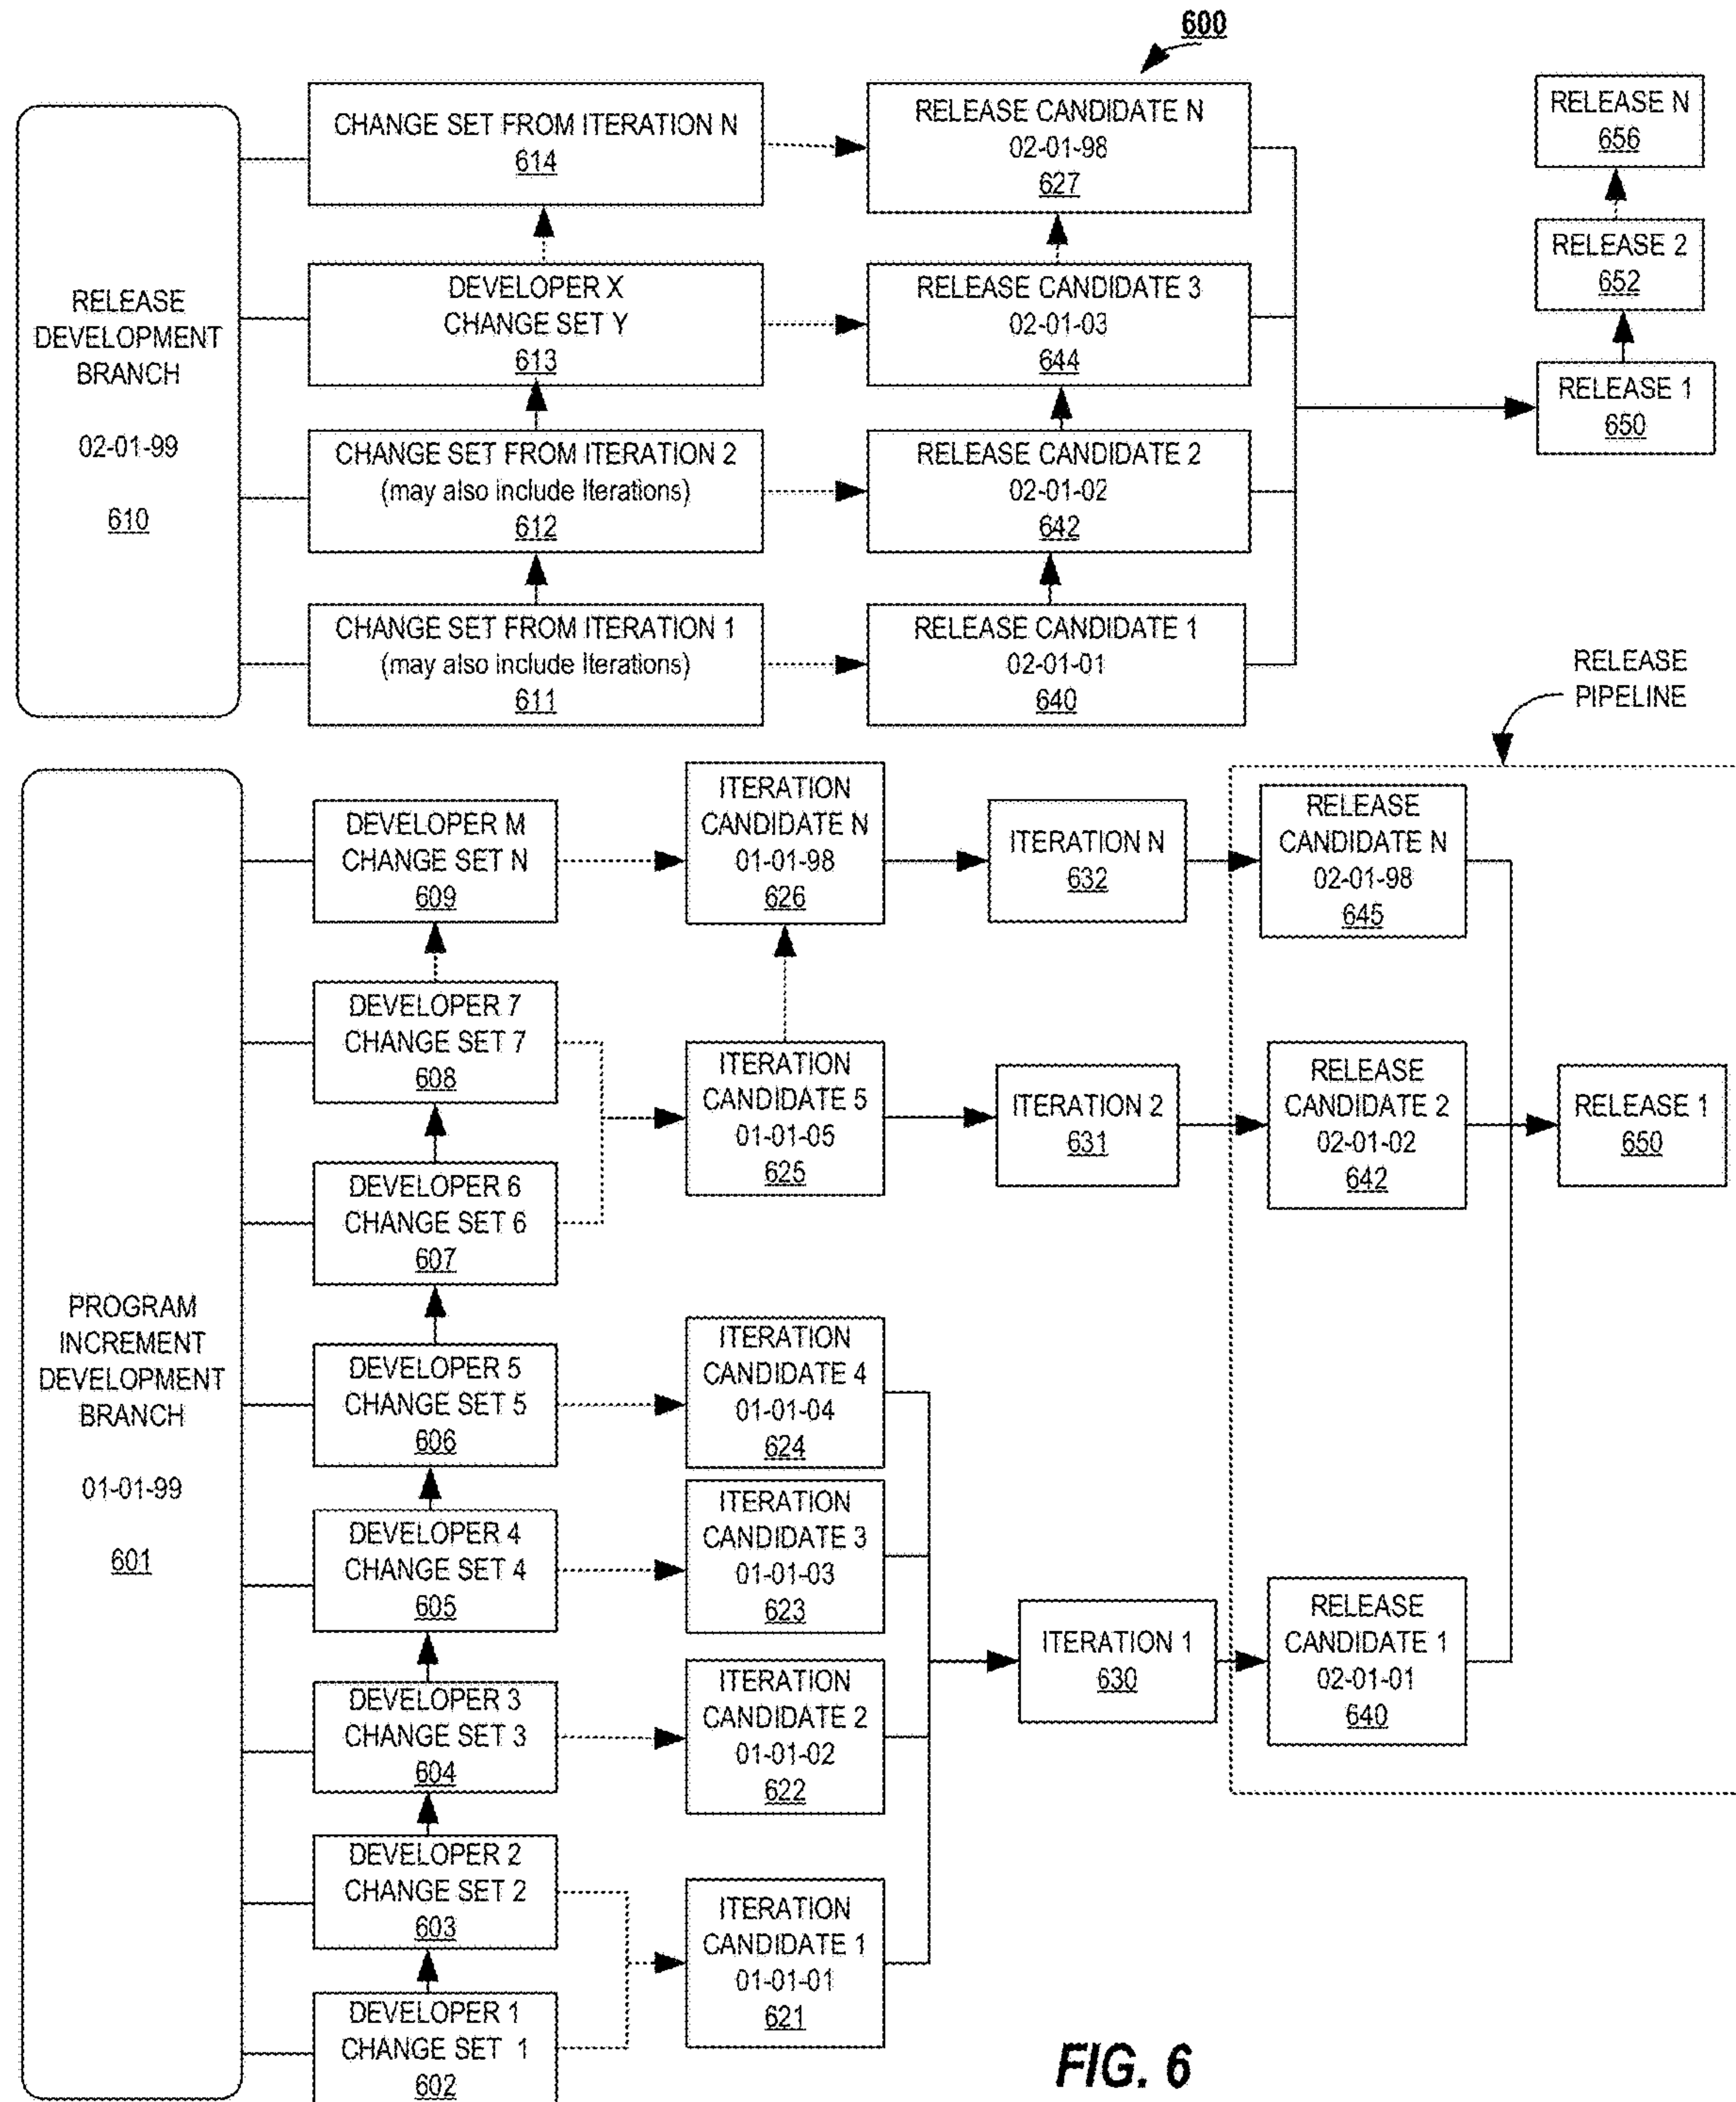 600
RELEASE
DEVELOPMENT
BRANCH
02-01-99
610
CHANGE SET FROM ITERATION N
614
DEVELOPER X
CHANGE SET Y
613
CHANGE SET FROM ITERATION 2
(may also include Iterations)
612
CHANGE SET FROM ITERATION 1
(may also include Iterations)
611
RELEASE CANDIDATE N
02-01-98
627
RELEASE CANDIDATE 3
02-01-03
644
RELEASE CANDIDATE 2
02-01-02
642
RELEASE CANDIDATE 1
02-01-01
640
RELEASE N
656
RELEASE 2
652
RELEASE 1
650
RELEASE
PIPELINE
PROGRAM
INCREMENT
DEVELOPMENT
BRANCH
01-01-99
601
DEVELOPER M
CHANGE SET N
609
DEVELOPER 7
CHANGE SET 7
608
DEVELOPER 6
CHANGE SET 6
607
DEVELOPER 5
CHANGE SET 5
606
DEVELOPER 4
CHANGE SET 4
605
DEVELOPER 3
CHANGE SET 3
604
DEVELOPER 2
CHANGE SET 2
603
DEVELOPER 1
CHANGE SET 1
602
ITERATION
CANDIDATE N
01-01-98
626
ITERATION
CANDIDATE 5
01-01-05
625
ITERATION
CANDIDATE 4
01-01-04
624
ITERATION
CANDIDATE 3
01-01-03
623
ITERATION
CANDIDATE 2
01-01-02
622
ITERATION
CANDIDATE 1
01-01-01
621
ITERATION N
632
ITERATION 2
631
ITERATION 1
630
RELEASE
CANDIDATE N
02-01-98
645
RELEASE
CANDIDATE 2
02-01-02
642
RELEASE
CANDIDATE 1
02-01-01
640
RELEASE 1
650
FIG. 6